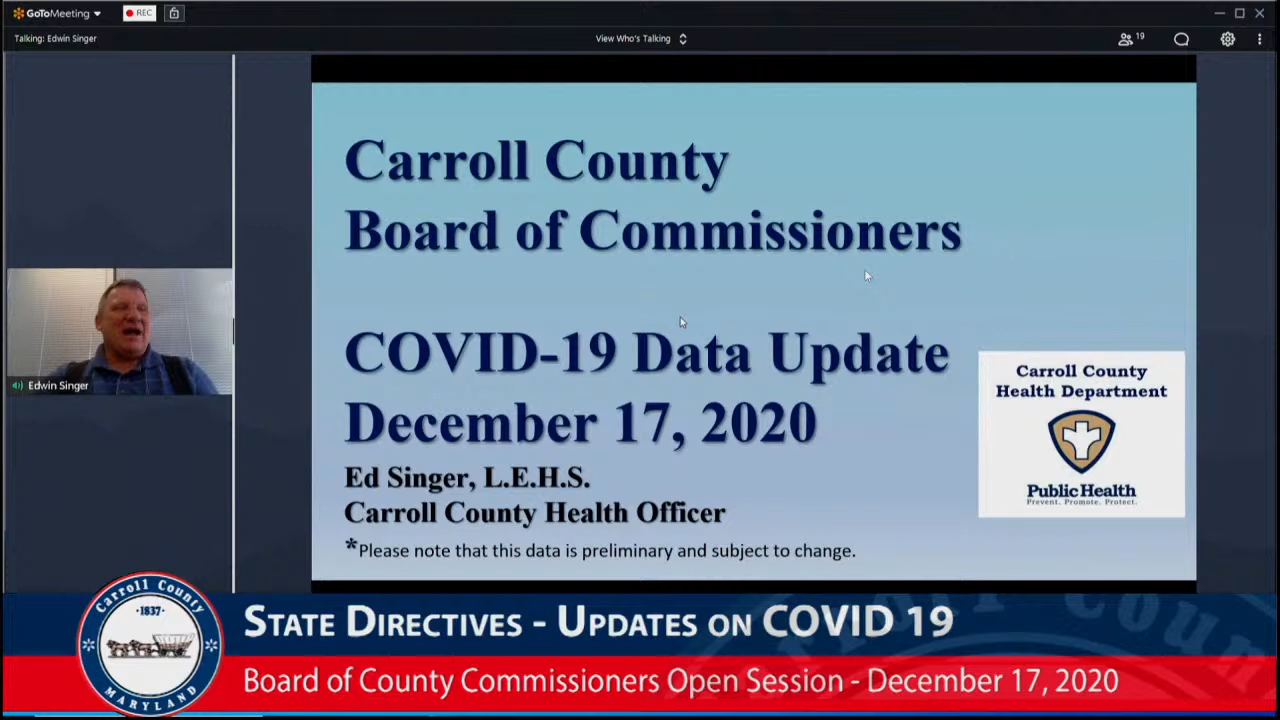 GoToMeeting
REC
Talking: Edwin Singer
View Who's Talking
19
Carroll County
Board of Commissioners
COVID-19 Data Update
December 17, 2020
Ed Singer, L.E.H.S.
Carroll County Health Officer
*Please note that this data is preliminary and subject to change.
Carroll County
Health Department
Public Health
Prevent. Promote. Protect.
Edwin Singer
Carroll County
·1837·
MARYLAND
STATE DIRECTIVES - UPDATES ON COVID 19
Board of County Commissioners Open Session - December 17, 2020